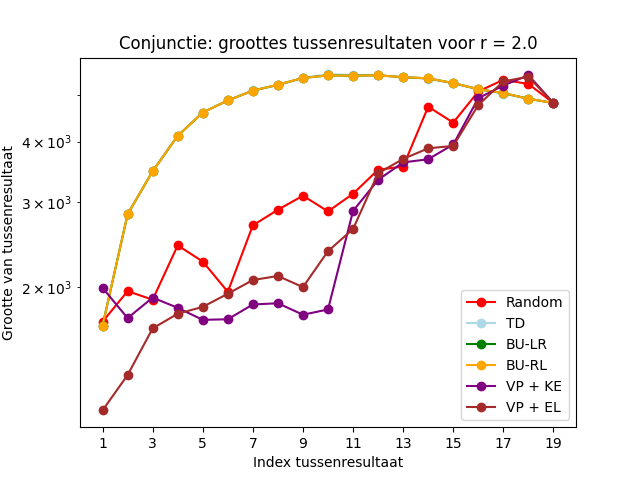 Conjunctie: groottes tussenresultaten voor r = 2.0
Grootte van tussenresultaat
4 × 10³
3 × 10³
2 × 10³
Random
TD
BU-LR
BU-RL
VP + KE
VP + EL
1 3 5 7 9 11 13 15 17 19
Index tussenresultaat